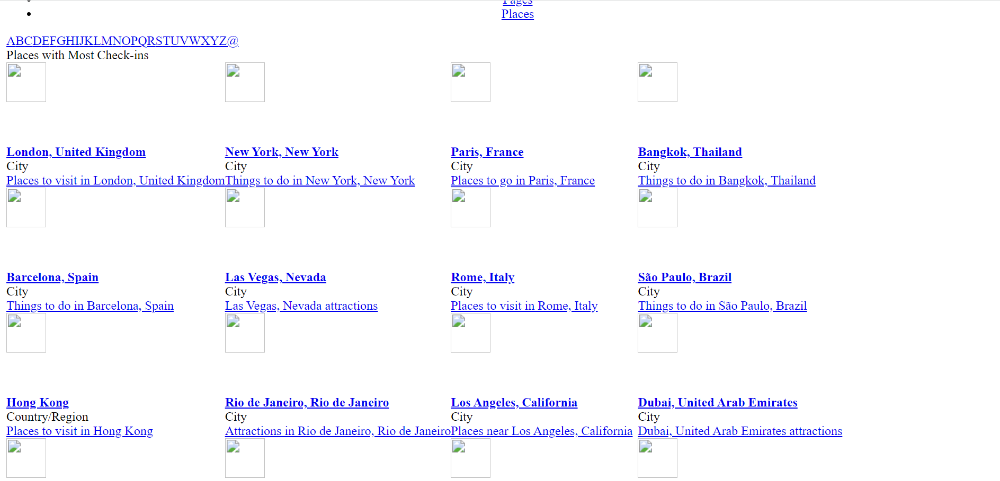 Pages
Places
ABCDEFGHIJKLMNOPQRSTUVWXYZ@
Places with Most Check-ins
London, United Kingdom
City
Places to visit in London, United Kingdom
New York, New York
City
Things to do in New York, New York
Paris, France
City
Places to go in Paris, France
Bangkok, Thailand
City
Things to do in Bangkok, Thailand
Barcelona, Spain
City
Things to do in Barcelona, Spain
Las Vegas, Nevada
City
Las Vegas, Nevada attractions
Rome, Italy
City
Places to visit in Rome, Italy
São Paulo, Brazil
City
Things to do in São Paulo, Brazil
Hong Kong
Country/Region
Places to visit in Hong Kong
Rio de Janeiro, Rio de Janeiro
City
Attractions in Rio de Janeiro, Rio de Janeiro
Los Angeles, California
City
Places near Los Angeles, California
Dubai, United Arab Emirates
City
Dubai, United Arab Emirates attractions